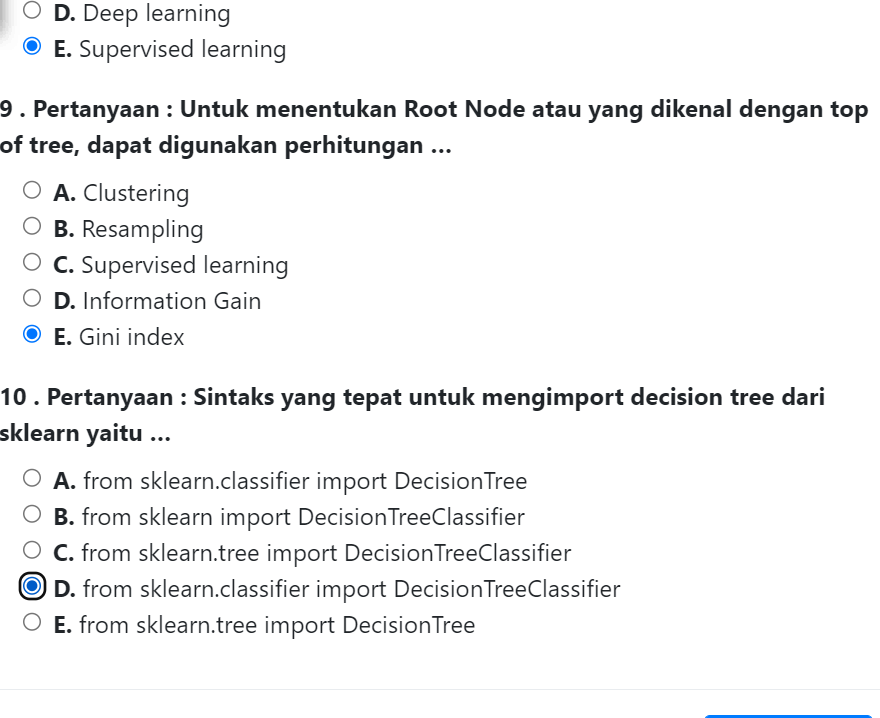 D. Deep learning
E. Supervised learning
9 . Pertanyaan : Untuk menentukan Root Node atau yang dikenal dengan top
of tree, dapat digunakan perhitungan ...
A. Clustering
B. Resampling
C. Supervised learning
D. Information Gain
E. Gini index
10 . Pertanyaan : Sintaks yang tepat untuk mengimport decision tree dari
sklearn yaitu ...
A. from sklearn.classifier import DecisionTree
B. from sklearn import DecisionTreeClassifier
C. from sklearn.tree import DecisionTreeClassifier
D. from sklearn.classifier import DecisionTreeClassifier
E. from sklearn.tree import DecisionTree